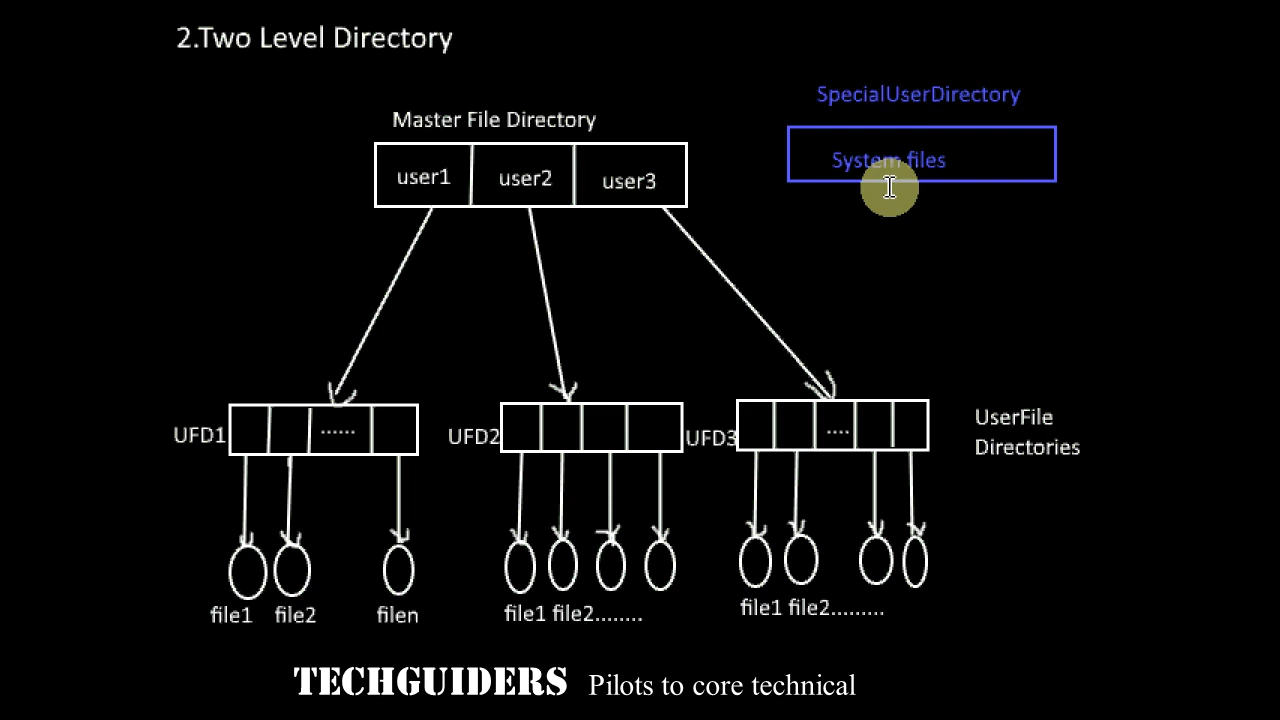 2.Two Level Directory
SpecialUserDirectory
Master File Directory
System files
user1 user2 user3
UserFile
Directories
UFD1 ...... UFD2 UFD3 ....
file1 file2 filen file1 file2........ file1 file2.........
TECHGUIDERS Pilots to core technical